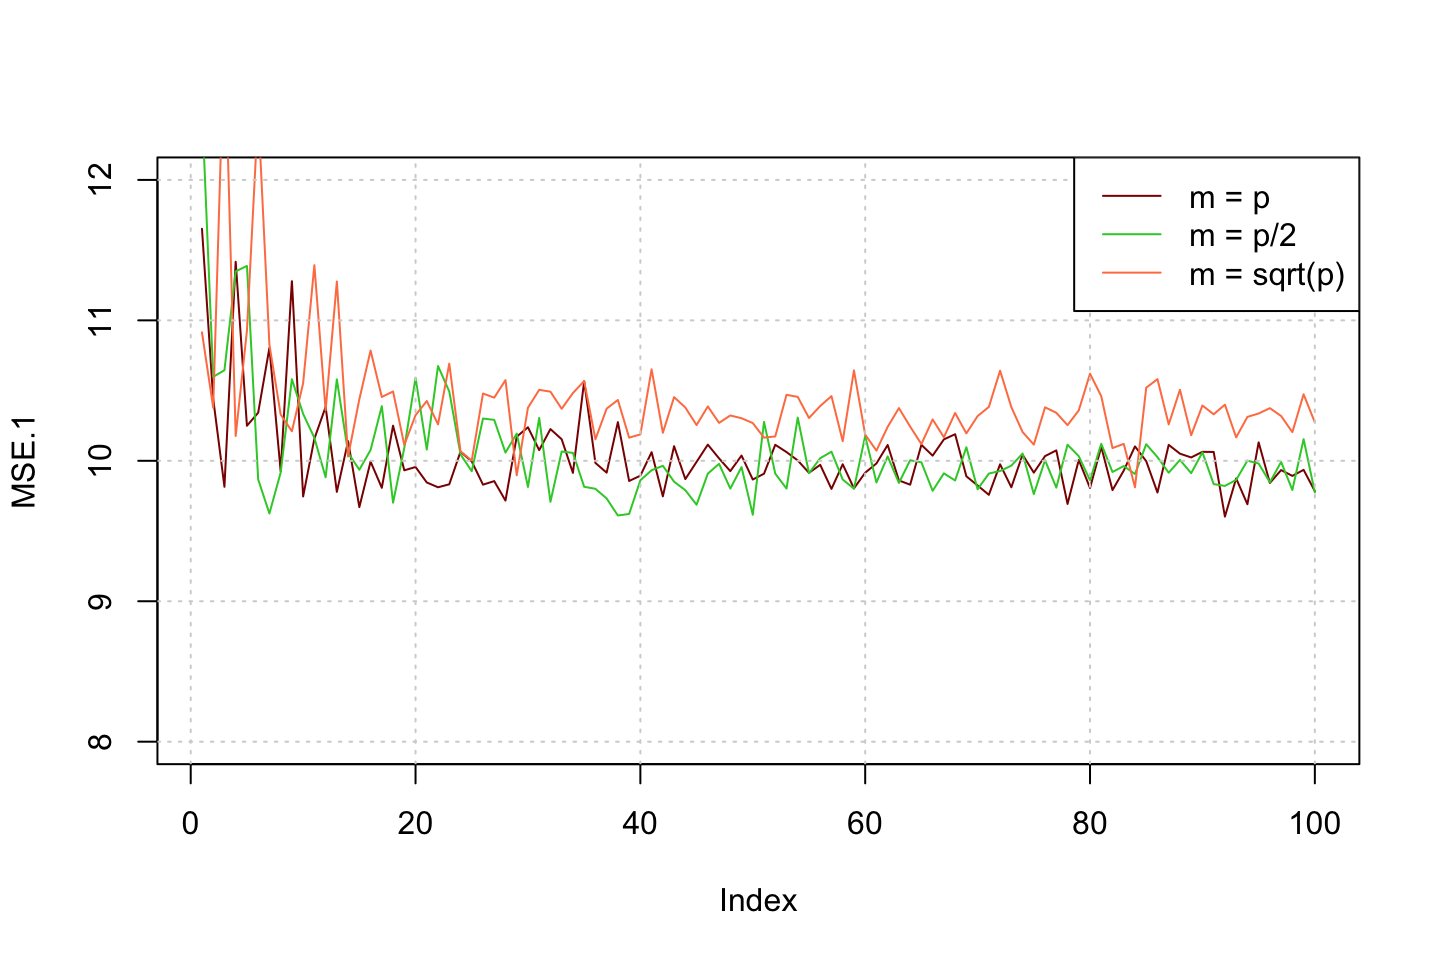 m = p
m = p/2
m = sqrt(p)
12
11
10
9
8
MSE.1
0 20 40 60 80 100
Index